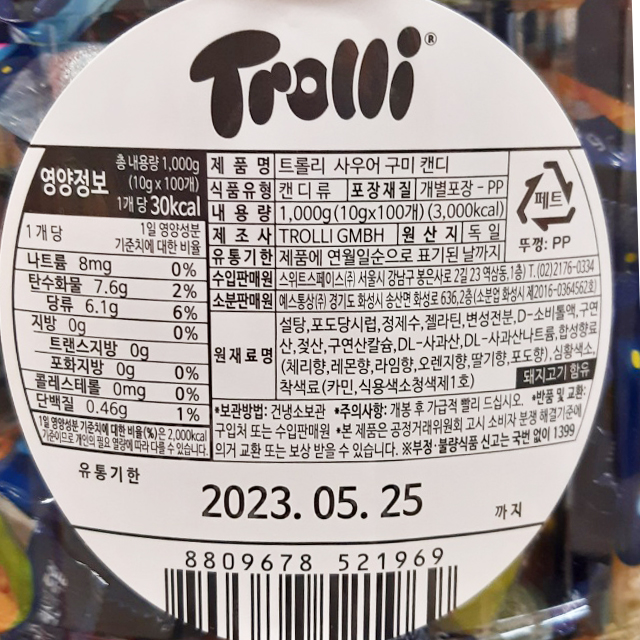 Trolli®
영양정보
총 내용량 1,000g
(10g x 100개)
1개 당 30kcal
1개 당
1일 영양성분
기준치에 대한 비율
나트륨 8mg 0%
탄수화물 7.6g 2%
당류 6.1g 6%
지방 0g 0%
트랜스지방 0g
포화지방 0g 0%
콜레스테롤 0mg 0%
단백질 0.46g 1%
1일 영양성분 기준치에 대한 비율(%)은 2,000kcal
기준이므로 개인의 필요 열량에 따라 다를 수 있습니다.
제 품 명 트롤리 사우어 구미 캔디
식품유형 캔디류 포장재질 개별포장 - PP
내 용 량 1,000g(10gx100개) (3,000kcal)
제 조 사 TROLLI GMBH 원 산 지 독 일
유통기한 제품에 연월일순으로 표기된 날까지
수입판매원 스위트스페이스(주) 서울시 강남구 봉은사로 2길 23 역삼동,1층) T. (02)2176-0334
소분판매원 예스통상(주) 경기도 화성시 송산면 화성로 636,2층(소분업 화성시 제2016-0364562호)
원재료명
설탕,포도당시럽,정제수,젤라틴,변성전분,D-소비톨액,구연
산,젖산,구연산칼슘,DL-사과산,DL-사과산나트륨,합성향료
(체리향,레몬향,라임향,오렌지향,딸기향,포도향),심황색소,
착색료(카민,식용색소청색제1호)
돼지고기 함유
•보관방법: 건냉소보관 •주의사항: 개봉 후 가급적 빨리 드십시오. •반품 및 교환:
구입처 또는 수입판매원 •본 제품은 공정거래위원회 고시 소비자 분쟁 해결기준에
의거 교환 또는 보상 받을 수 있습니다. ※부정·불량식품 신고는 국번 없이 1399
페트
뚜껑: PP
유통기한
2023. 05. 25
까지
8809678 521969